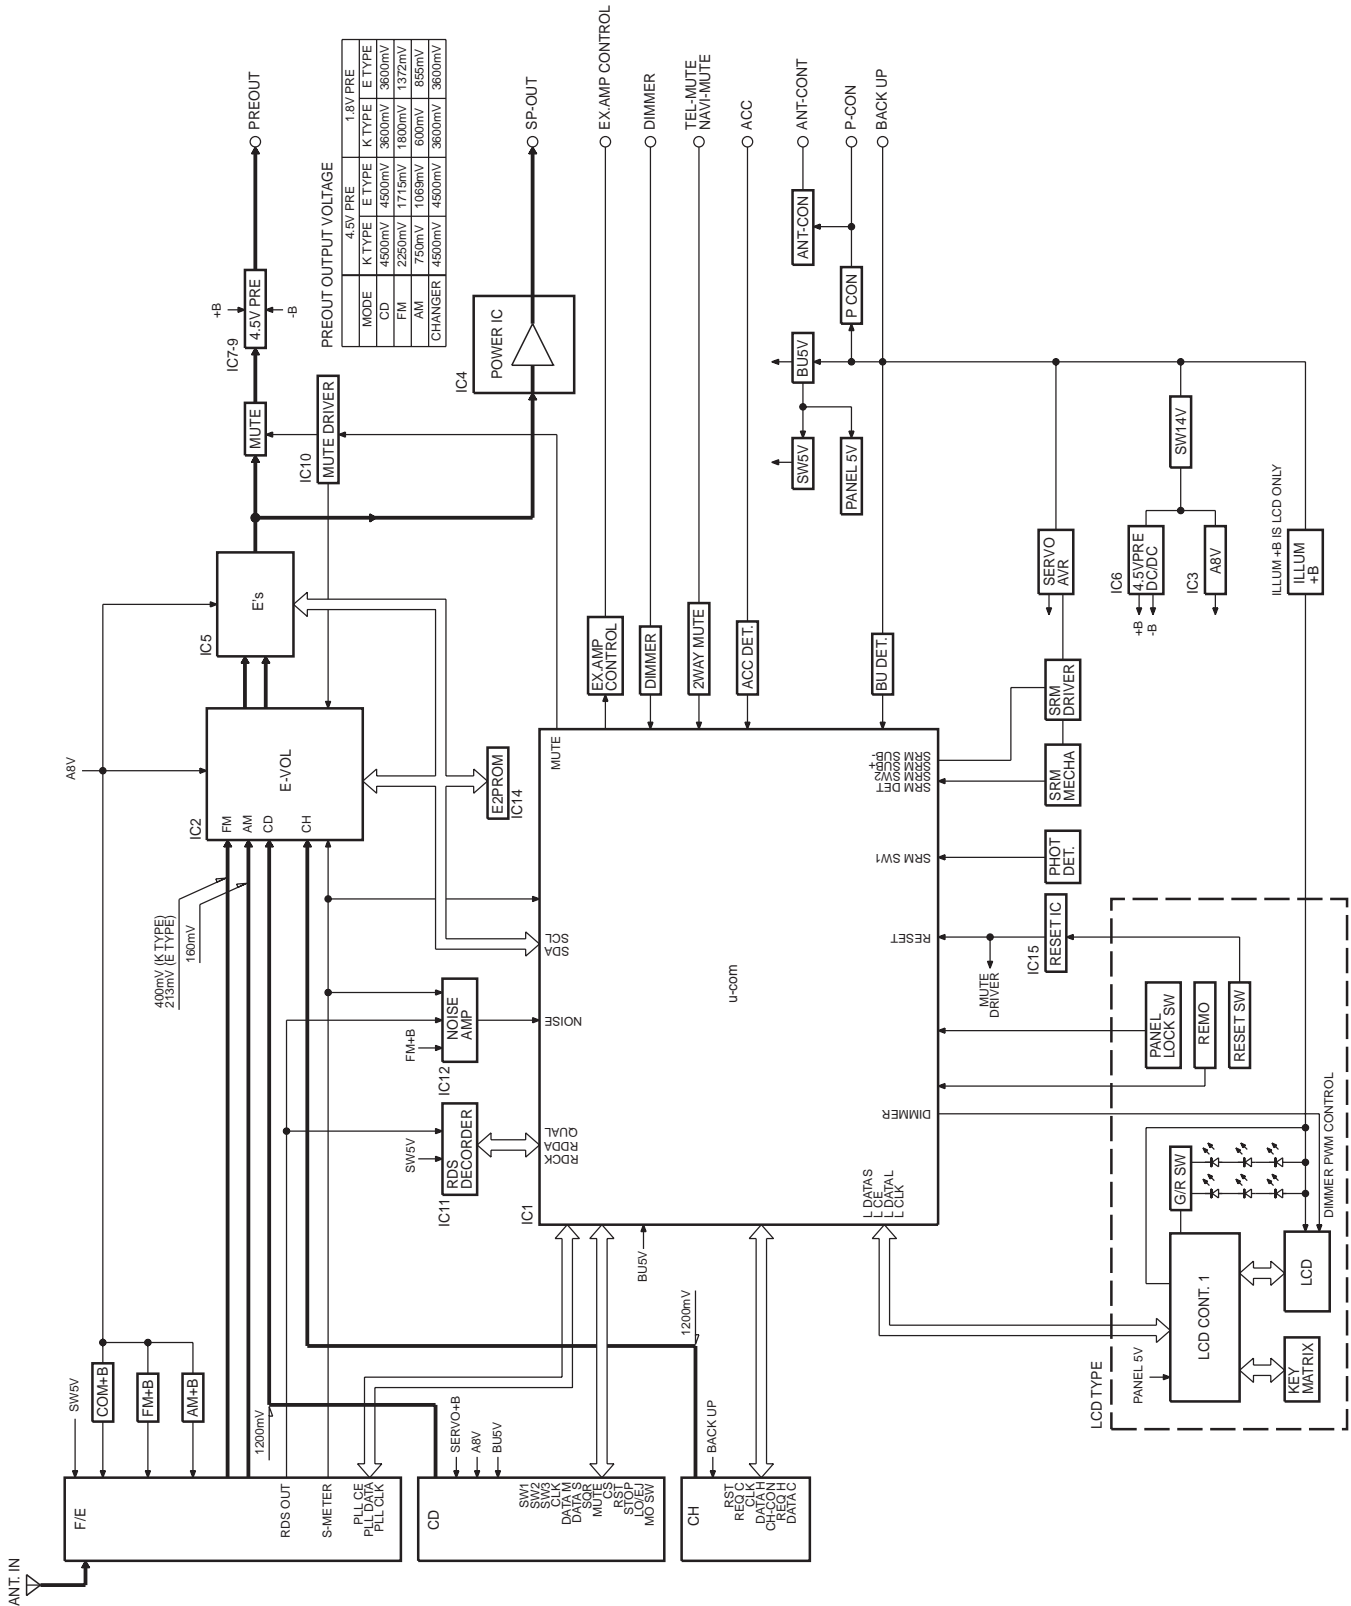 ANT. IN
F/E
RDS OUT
S-METER
PLL CE
PLL DATA
PLL CLK
SW5V
COM+B
FM+B
AM+B
A8V
1200mV
CD
SERVO+B
A8V
BU5V
SW1
SW2
SW3
CLK
DATA M
DATA S
SQR
MUTE
CS
RST
STOP
LO/EJ
MO SW
CH
BACK UP
RST
REQ C
CLK
DATA H
CH-CON
REQ H
DATA C
1200mV
400mV (K TYPE)
213mV (E TYPE)
160mV
IC2
E-VOL
FM
AM
CD
CH
IC5
E's
MUTE
IC7-9
4.5V PRE
+B
-B
PREOUT
IC10
MUTE DRIVER
PREOUT OUTPUT VOLTAGE
4.5V PRE 1.8V PRE
MODE K TYPE E TYPE K TYPE E TYPE
CD 4500mV 4500mV 3600mV 3600mV
FM 2250mV 1715mV 1800mV 1372mV
AM 750mV 1069mV 600mV 855mV
CHANGER 4500mV 4500mV 3600mV 3600mV
IC4
POWER IC
SP-OUT
IC14
E2PROM
IC12
NOISE
AMP
FM+B
IC11
RDS
DECORDER
SW5V
IC1
u-com
MUTE
SCL
SDA
NOISE
QUAL
RDDA
RDCK
BU5V
L DATAS
L CE
L DATAL
L CLK
DIMMER
RESET
SRM SW1
SRM DET
SRM SW2
SRM SUB+
SRM SUB-
EX.AMP
CONTROL
EX.AMP CONTROL
DIMMER
DIMMER
2WAY MUTE
TEL-MUTE
NAVI-MUTE
ACC DET.
ACC
ANT-CON
ANT-CONT
P CON
P-CON
BU DET.
BACK UP
BU5V
SW5V
PANEL 5V
SERVO
AVR
SRM
DRIVER
SRM
MECHA
PHOT
DET.
IC15
RESET IC
MUTE
DRIVER
SW14V
IC6
4.5VPRE
DC/DC
+B
-B
IC3
A8V
ILLUM +B IS LCD ONLY
ILLUM
+B
LCD TYPE
PANEL LOCK SW
REMO
RESET SW
DIMMER PWM CONTROL
G/R SW
PANEL 5V
LCD CONT. 1
LCD
KEY
MATRIX